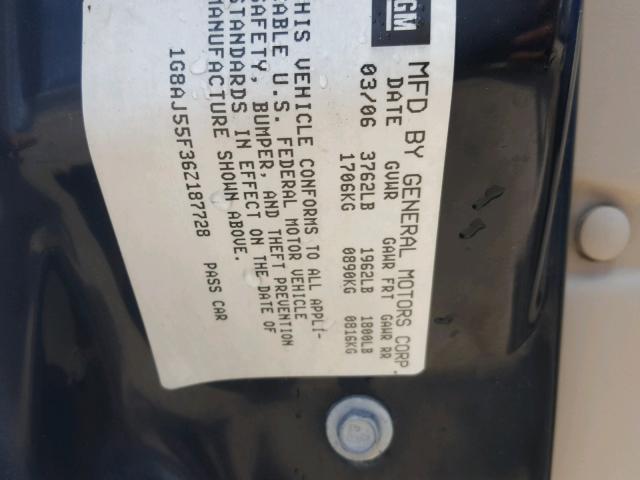 GM
MFD BY GENERAL MOTORS CORP.
DATE GVWR GAWR FRT GAWR RR
03/06 3762LB 1962LB 1800LB
1706KG 0890KG 0816KG
THIS VEHICLE CONFORMS TO ALL APPLI-
CABLE U.S. FEDERAL MOTOR VEHICLE
SAFETY, BUMPER, AND THEFT PREVENTION
STANDARDS IN EFFECT ON THE DATE OF
MANUFACTURE SHOWN ABOVE.
1G8AJ55F36Z187728 PASS CAR